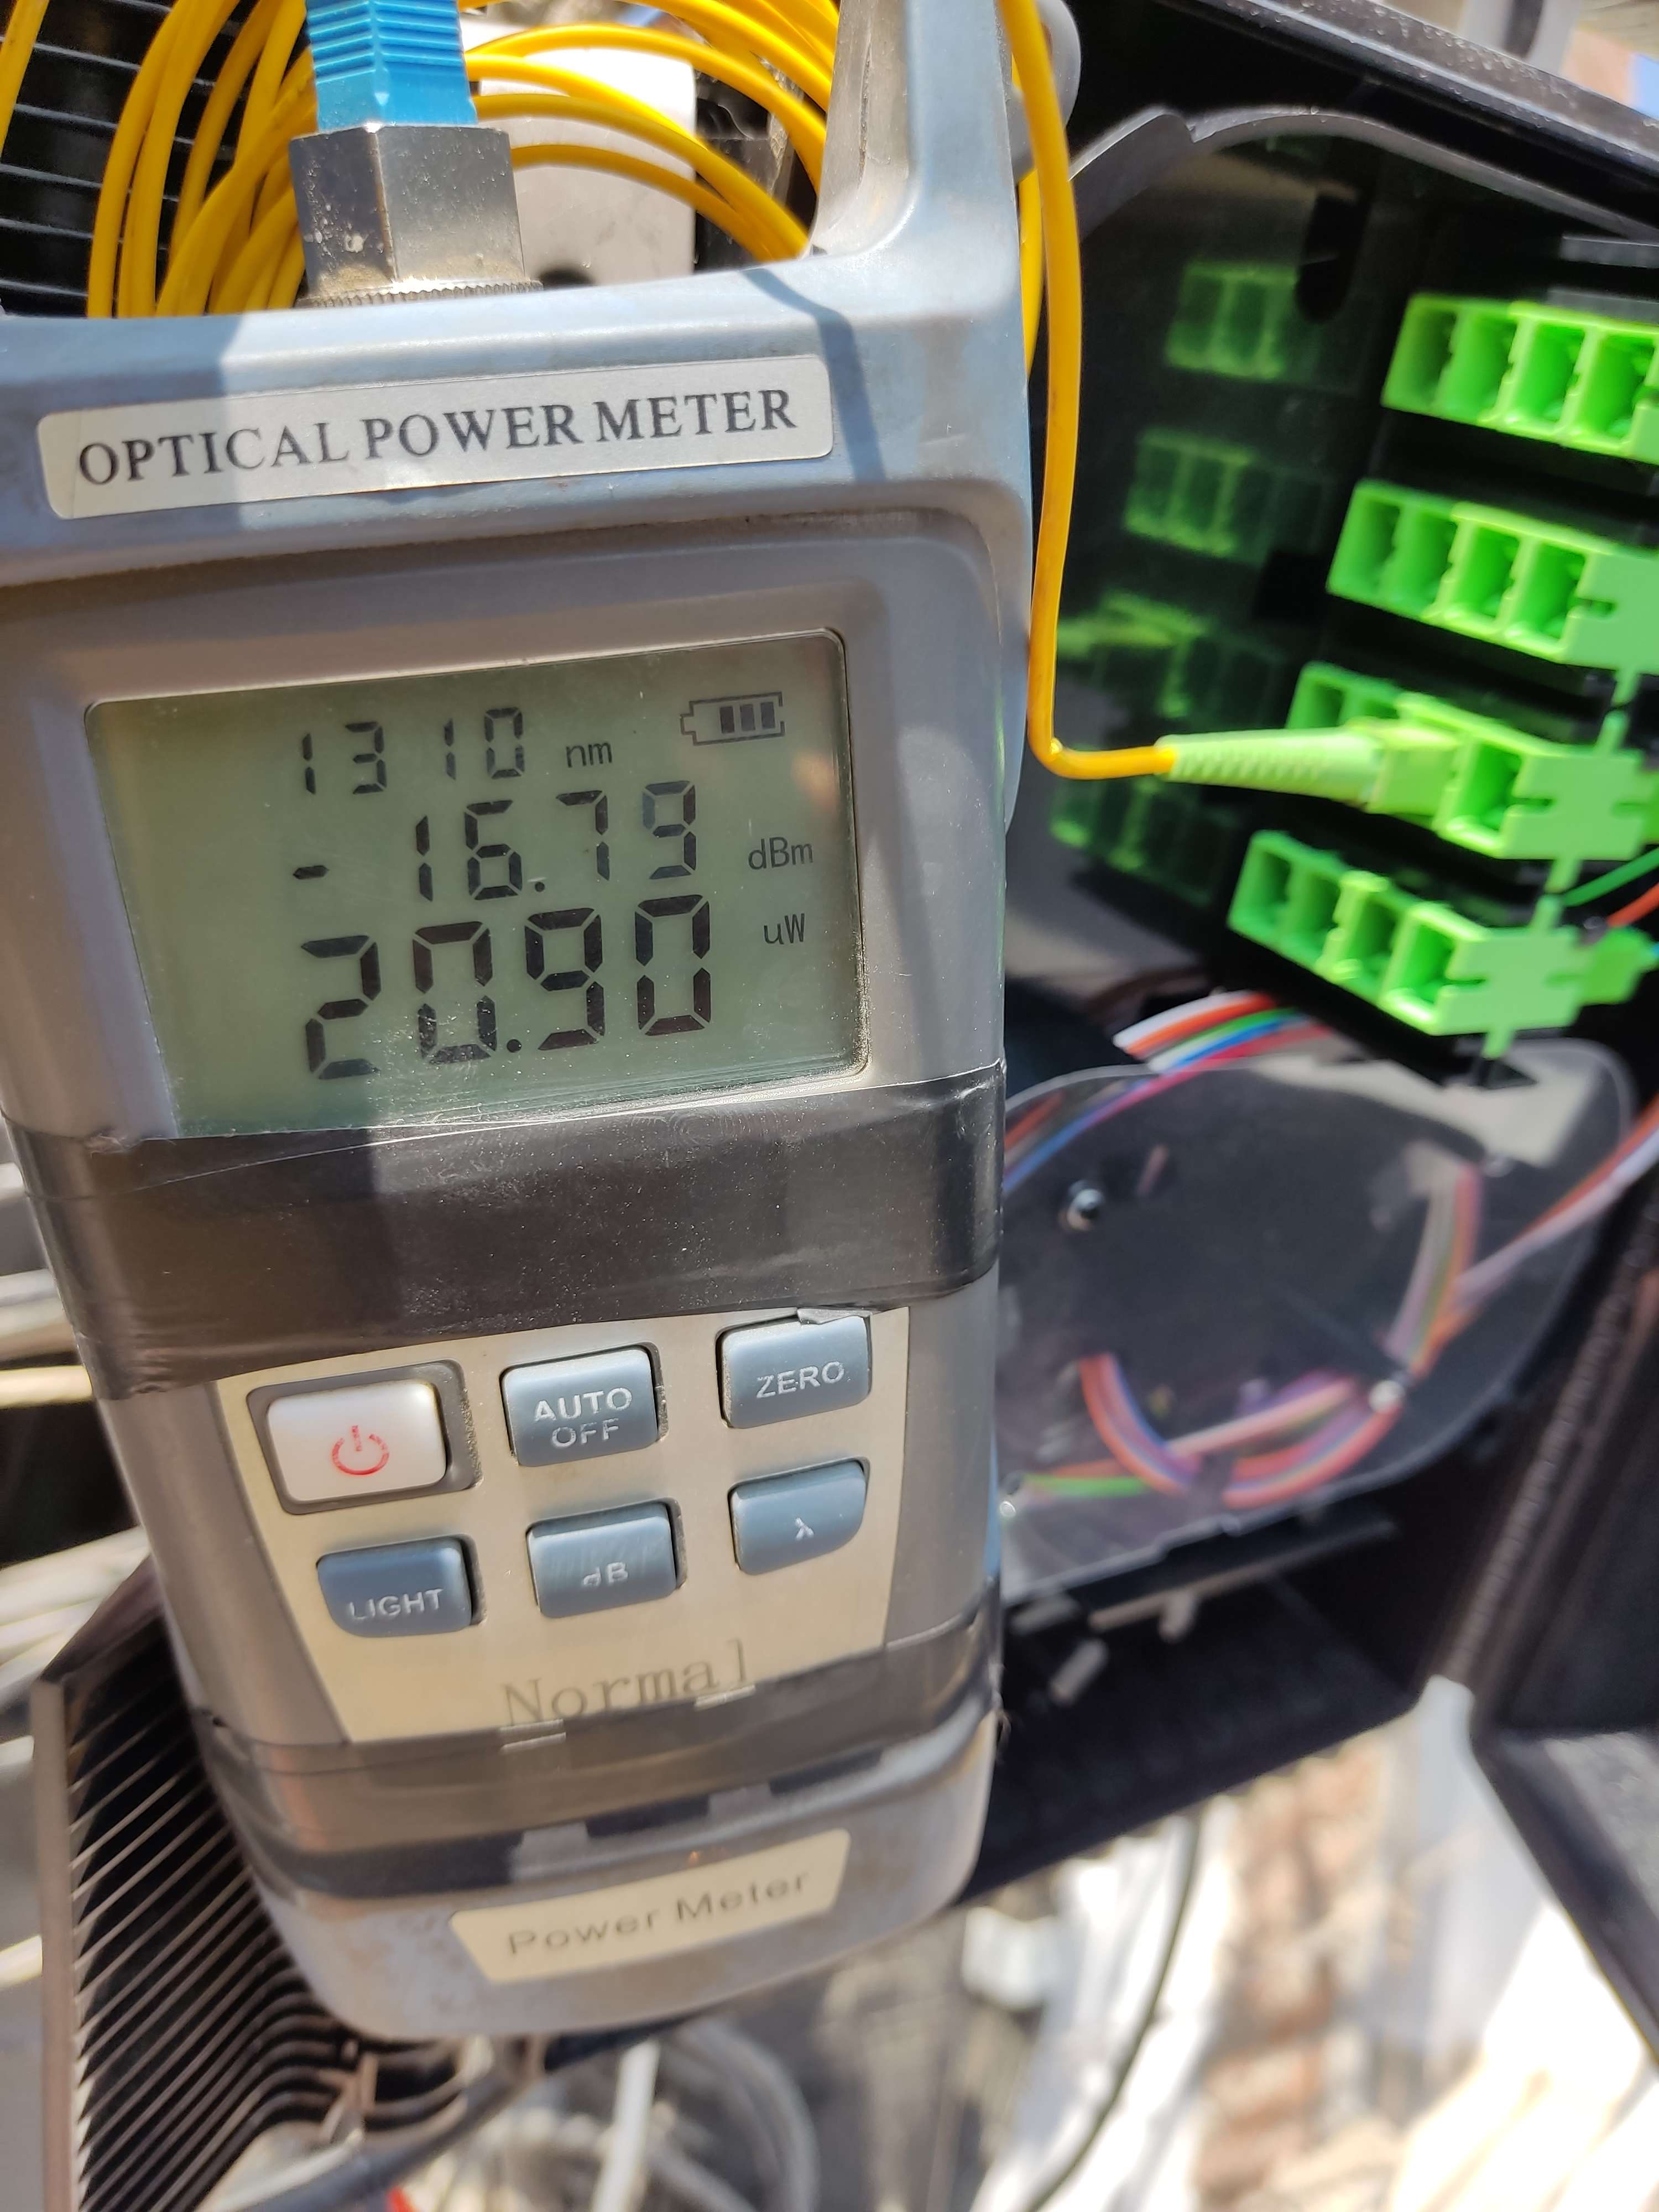 OPTICAL POWER METER
1310 nm
-16.79 dBm
20.90 uW
AUTO OFF
ZERO
LIGHT
dB
λ
Normal
Power Meter